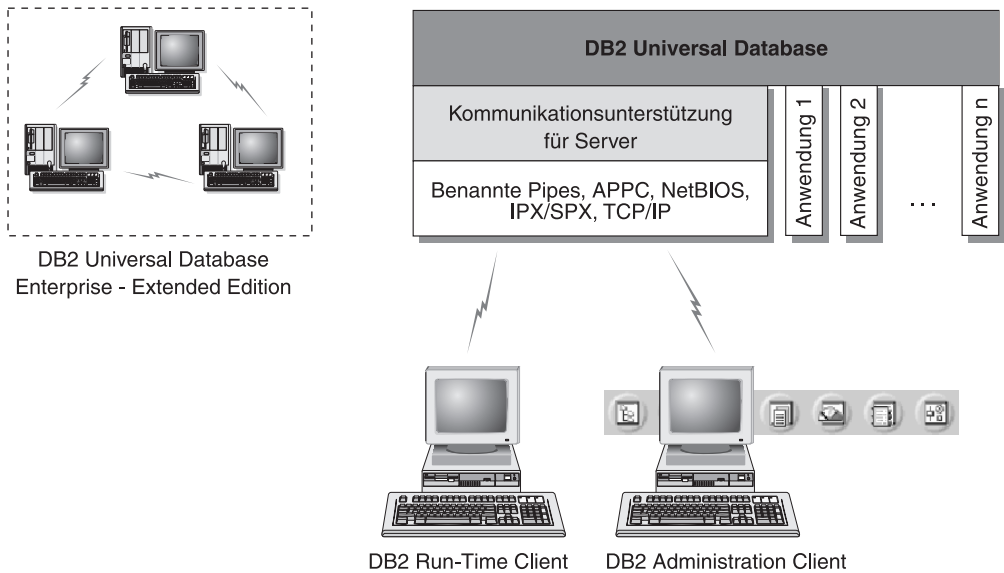 DB2 Universal Database
Enterprise - Extended Edition
DB2 Universal Database
Kommunikationsunterstützung
für Server
Benannte Pipes, APPC, NetBIOS,
IPX/SPX, TCP/IP
Anwendung 1
Anwendung 2
...
Anwendung n
DB2 Run-Time Client
DB2 Administration Client